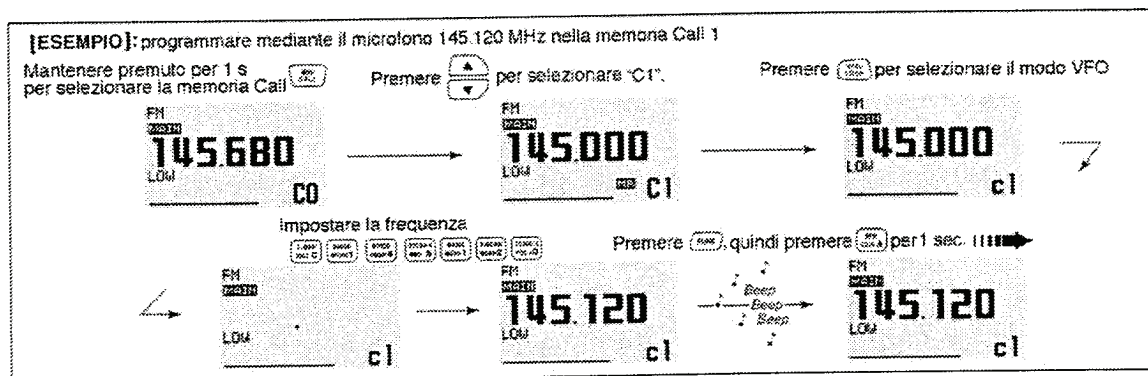 [ESEMPIO]: programmare mediante il microfono 145.120 MHz nella memoria Call 1
Mantenere premuto per 1 s
per selezionare la memoria Call
Premere ▲ ▼ per selezionare "C1".
Premere per selezionare il modo VFO
FM
MAIN
145.680
LOW
C0
FM
MAIN
145.000
LOW
MR C1
FM
MAIN
145.000
LOW
c1
Impostare la frequenza
Premere FUNC, quindi premere per 1 sec.
FM
MAIN
.
LOW
c1
FM
MAIN
145.120
LOW
c1
Beep
Beep
Beep
FM
MAIN
145.120
LOW
c1